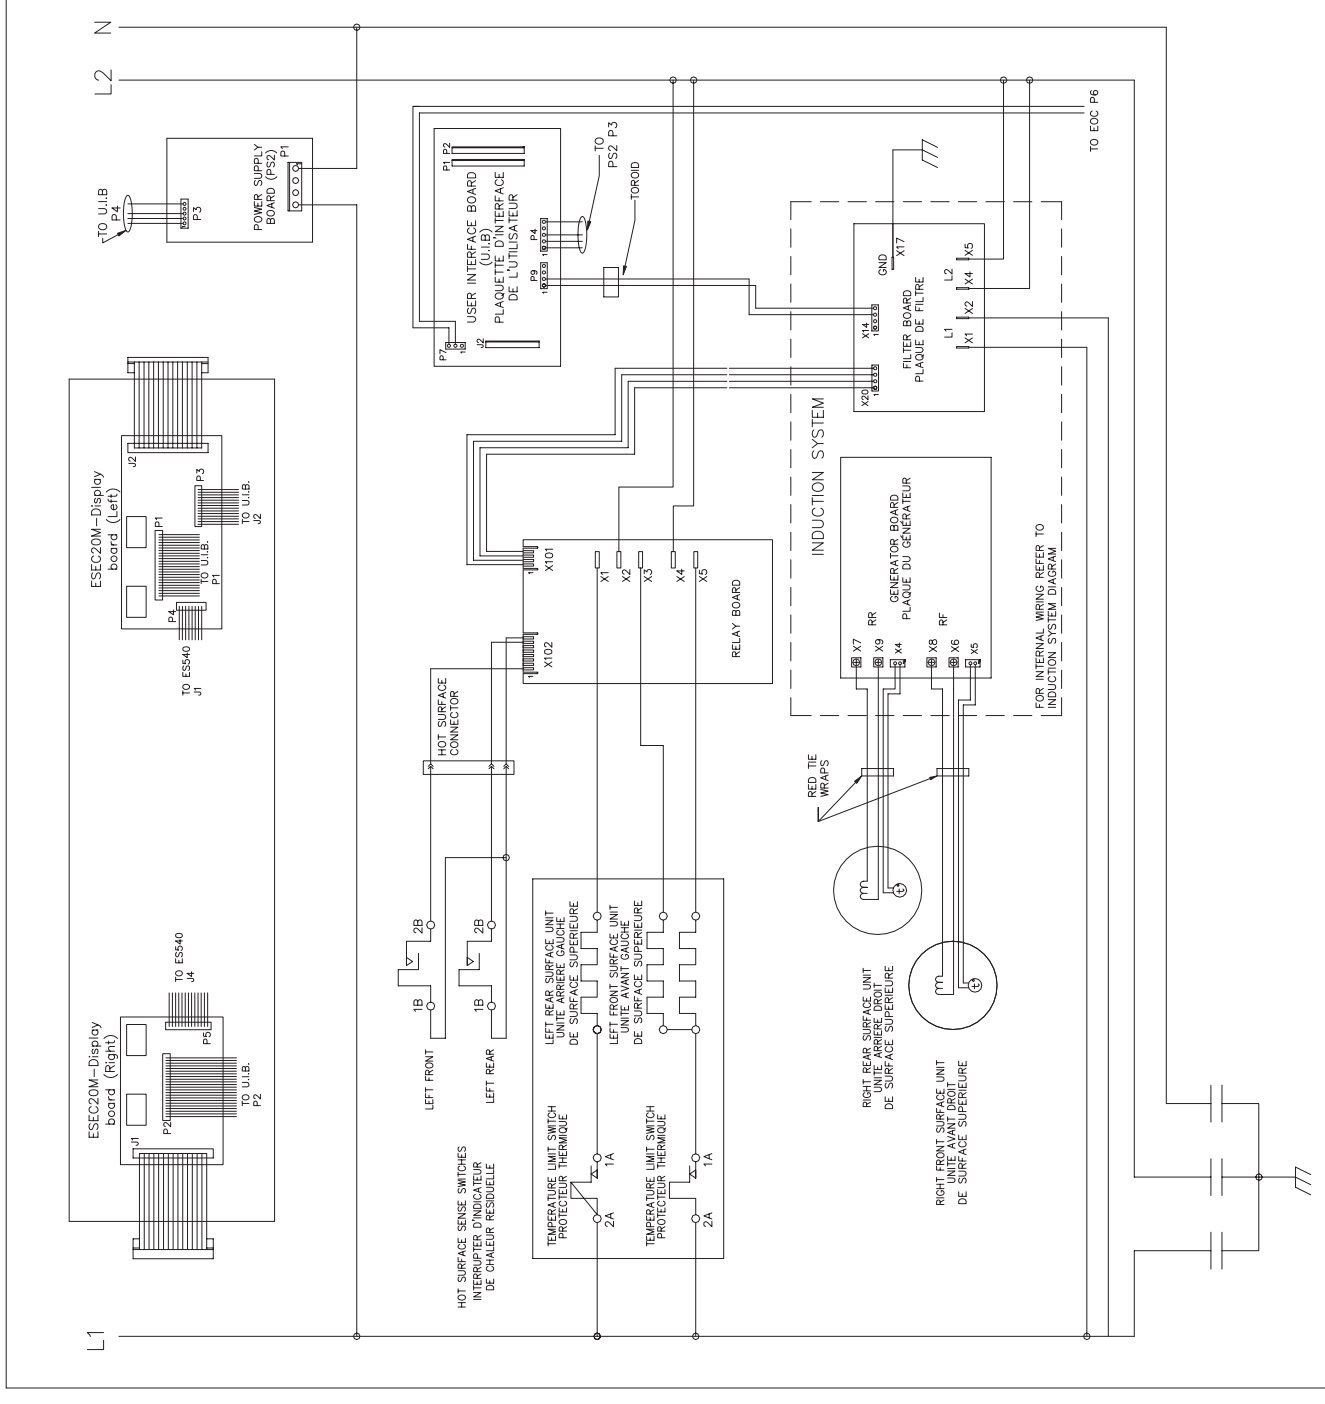 L1
L2
N
ESEC20M-Display
board (Right)
J1
P2
TO U.I.B.
P2
P5
TO ES540
J4
ESEC20M-Display
board (Left)
J2
P1
TO U.I.B.
P1
P3
TO U.I.B.
J2
P4
TO ES540
J1
TO U.I.B
P4
P3
POWER SUPPLY
BOARD (PS2)
P1
HOT SURFACE SENSE SWITCHES
INTERRUPTER D'INDICATEUR
DE CHALEUR RESIDUELLE
LEFT FRONT
1B
2B
LEFT REAR
1B
2B
HOT SURFACE
CONNECTOR
1
X102
X101
1
X1
X2
X3
X4
X5
RELAY BOARD
P7
1
J2
USER INTERFACE BOARD
(U.I.B)
PLAQUETTE D'INTERFACE
DE L'UTILISATEUR
P1
P2
P9
1
P4
1
TO
PS2 P3
TOROID
TO EOC P6
TEMPERATURE LIMIT SWITCH
PROTECTEUR THERMIQUE
2A
1A
LEFT REAR SURFACE UNIT
UNITE ARRIERE GAUCHE
DE SURFACE SUPERIEURE
LEFT FRONT SURFACE UNIT
UNITE AVANT GAUCHE
DE SURFACE SUPERIEURE
TEMPERATURE LIMIT SWITCH
PROTECTEUR THERMIQUE
2A
1A
INDUCTION SYSTEM
RED TIE
WRAPS
t°
RIGHT REAR SURFACE UNIT
UNITE ARRIERE DROIT
DE SURFACE SUPERIEURE
t°
RIGHT FRONT SURFACE UNIT
UNITE AVANT DROIT
DE SURFACE SUPERIEURE
X7
RR
X9
X4
X8
RF
X6
X5
GENERATOR BOARD
PLAQUE DU GÉNÉRATEUR
FOR INTERNAL WIRING REFER TO
INDUCTION SYSTEM DIAGRAM
X20
1
X14
1
GND
X17
FILTER BOARD
PLAQUE DE FILTRE
L1
X1
X2
L2
X4
X5